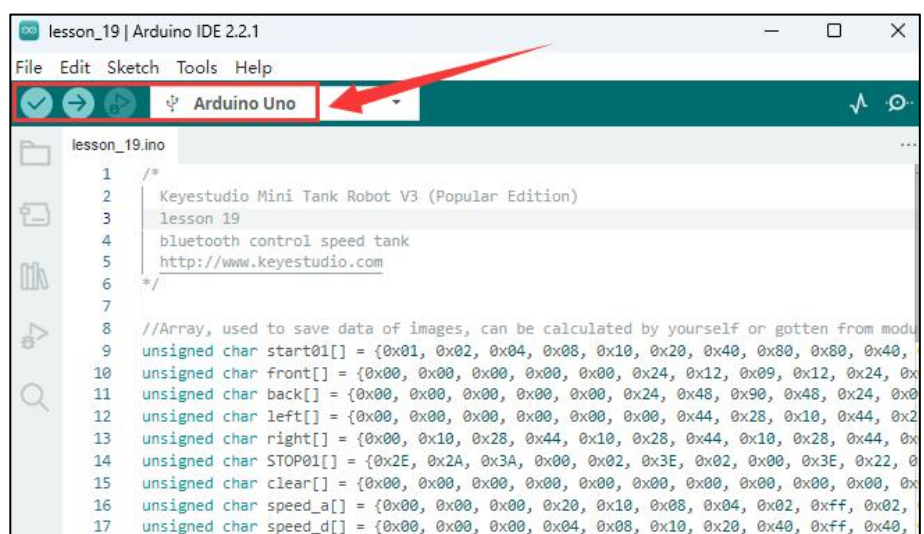 lesson_19 | Arduino IDE 2.2.1
File Edit Sketch Tools Help
Arduino Uno
lesson_19.ino
1 /*
2 Keyestudio Mini Tank Robot V3 (Popular Edition)
3 lesson 19
4 bluetooth control speed tank
5 http://www.keyestudio.com
6 */
7
8 //Array, used to save data of images, can be calculated by yourself or gotten from modu
9 unsigned char start01[] = {0x01, 0x02, 0x04, 0x08, 0x10, 0x20, 0x40, 0x80, 0x80, 0x40,
10 unsigned char front[] = {0x00, 0x00, 0x00, 0x00, 0x00, 0x24, 0x12, 0x09, 0x12, 0x24, 0x
11 unsigned char back[] = {0x00, 0x00, 0x00, 0x00, 0x00, 0x24, 0x48, 0x90, 0x48, 0x24, 0x0
12 unsigned char left[] = {0x00, 0x00, 0x00, 0x00, 0x00, 0x00, 0x44, 0x28, 0x10, 0x44, 0x2
13 unsigned char right[] = {0x00, 0x10, 0x28, 0x44, 0x10, 0x28, 0x44, 0x10, 0x28, 0x44, 0x
14 unsigned char STOP01[] = {0x2E, 0x2A, 0x3A, 0x00, 0x02, 0x3E, 0x02, 0x00, 0x3E, 0x22, 0
15 unsigned char clear[] = {0x00, 0x00, 0x00, 0x00, 0x00, 0x00, 0x00, 0x00, 0x00, 0x00, 0x
16 unsigned char speed_a[] = {0x00, 0x00, 0x00, 0x20, 0x10, 0x08, 0x04, 0x02, 0xff, 0x02,
17 unsigned char speed_d[] = {0x00, 0x00, 0x00, 0x04, 0x08, 0x10, 0x20, 0x40, 0xff, 0x40,